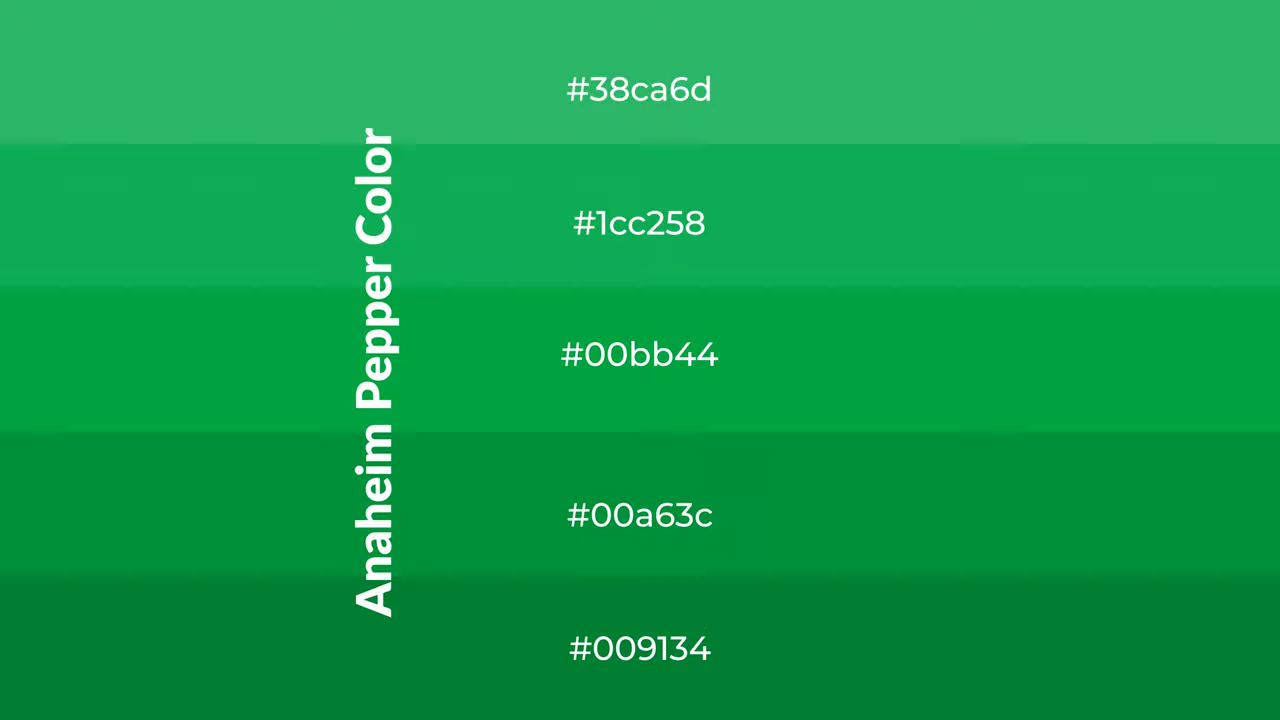 Anaheim Pepper Color
#38ca6d
#1cc258
#00bb44
#00a63c
#009134